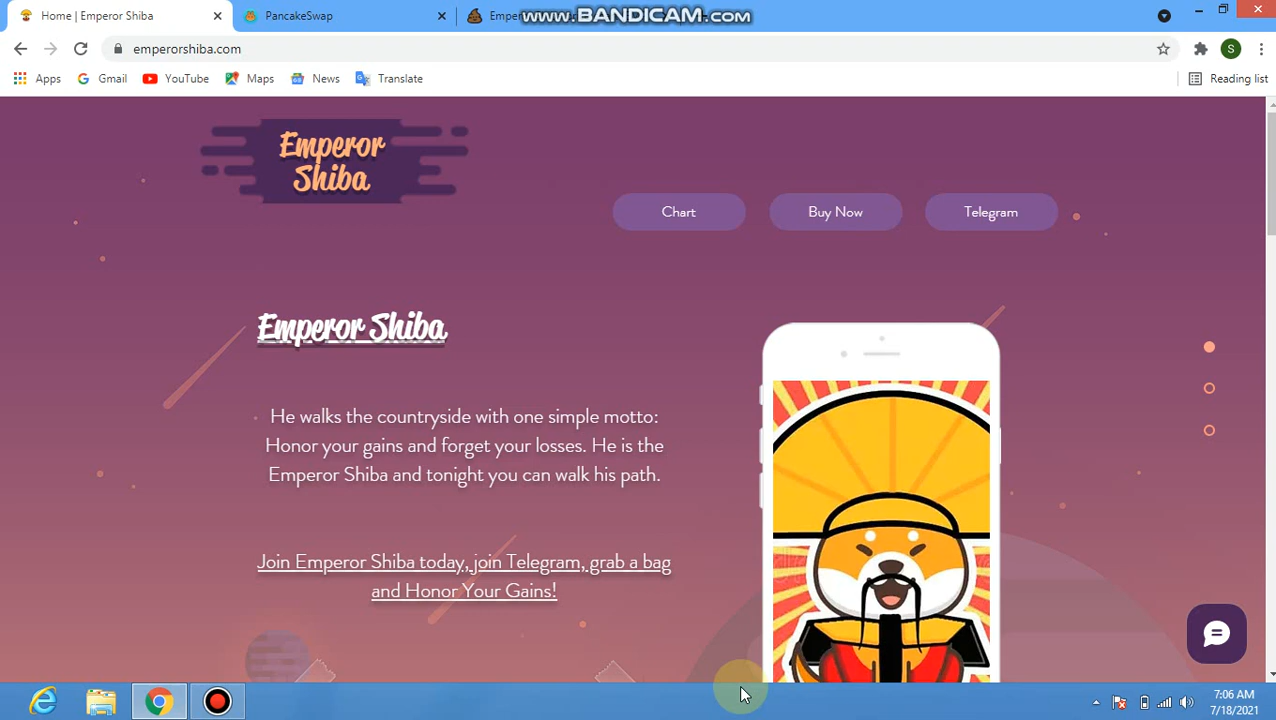 Home | Emperor Shiba
PancakeSwap
Emper
www.BANDICAM.com
emperorshiba.com
S
Apps
Gmail
YouTube
Maps
News
Translate
Reading list
Emperor
Shiba
Chart
Buy Now
Telegram
Emperor Shiba
He walks the countryside with one simple motto:
Honor your gains and forget your losses. He is the
Emperor Shiba and tonight you can walk his path.
Join Emperor Shiba today, join Telegram, grab a bag
and Honor Your Gains!
7:06 AM
7/18/2021